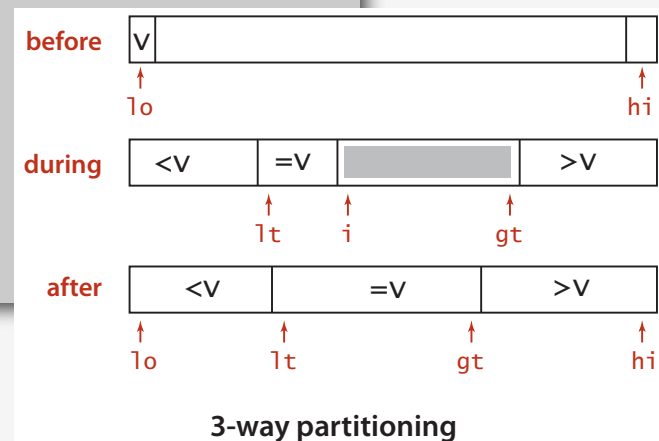 before V
lo hi
during <V =V >V
lt i gt
after <V =V >V
lo lt gt hi
3-way partitioning